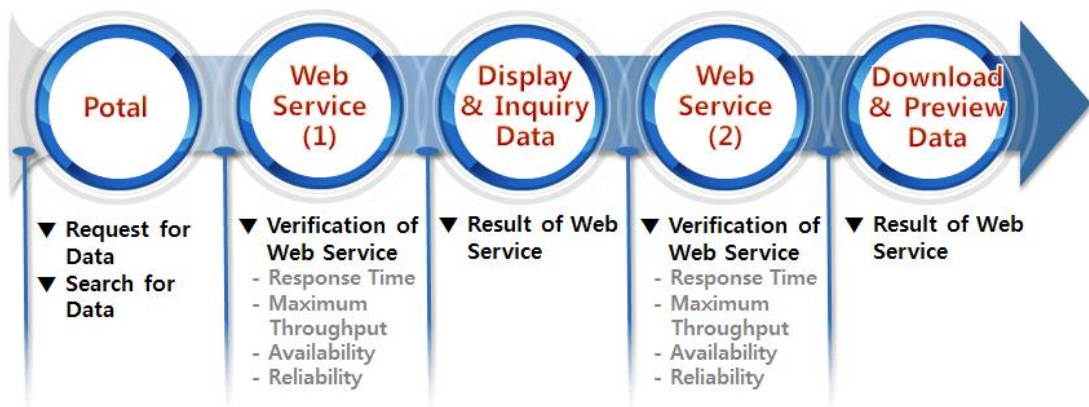 Potal
Web
Service
(1)
Display
& Inquiry
Data
Web
Service
(2)
Download
& Preview
Data
▼ Request for
Data
▼ Search for
Data
▼ Verification of
Web Service
- Response Time
- Maximum
Throughput
- Availability
- Reliability
▼ Result of Web
Service
▼ Verification of
Web Service
- Response Time
- Maximum
Throughput
- Availability
- Reliability
▼ Result of Web
Service